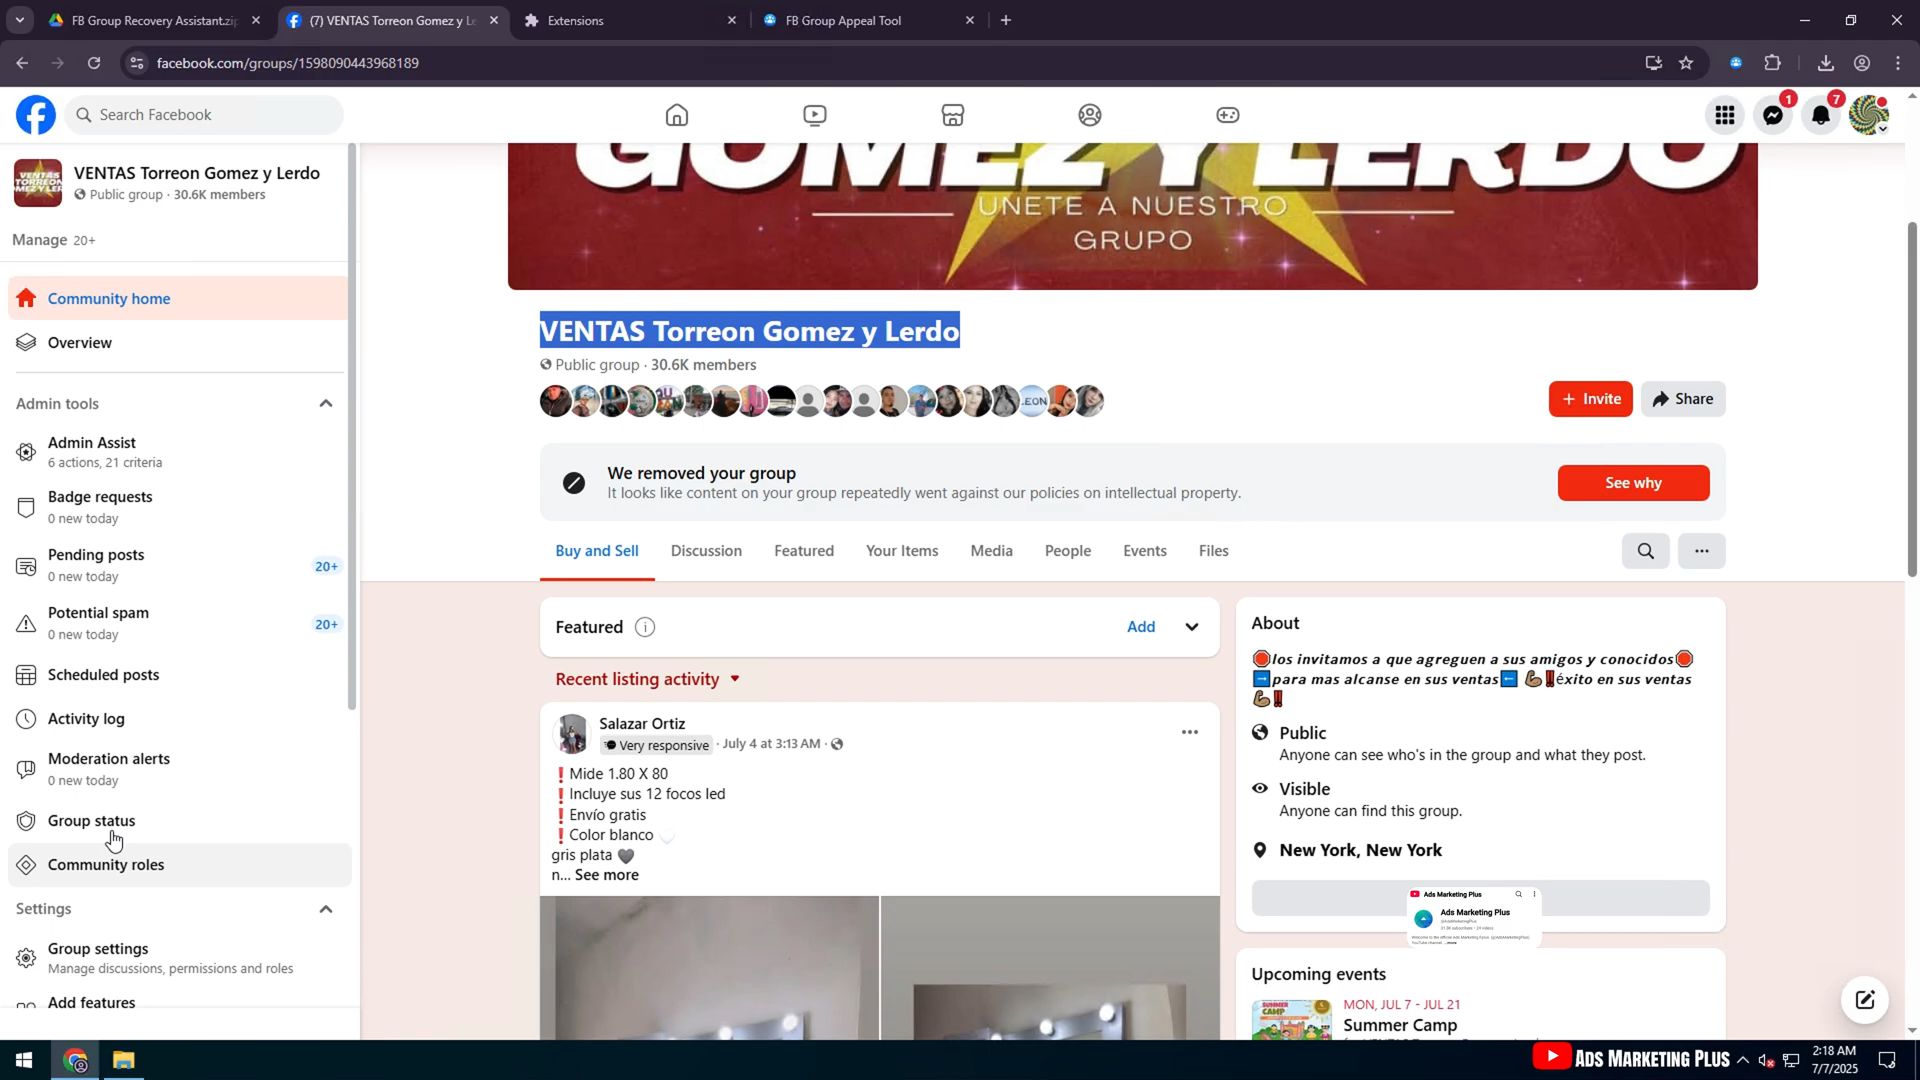 FB Group Recovery Assistant.zip
(7) VENTAS Torreon Gomez y Le
Extensions
FB Group Appeal Tool
facebook.com/groups/1598090443968189
Search Facebook
1
7
VENTAS Torreon Gomez y Lerdo
Public group · 30.6K members
Manage 20+
Community home
Overview
Admin tools
Admin Assist
6 actions, 21 criteria
Badge requests
0 new today
Pending posts
0 new today
20+
Potential spam
0 new today
20+
Scheduled posts
Activity log
Moderation alerts
0 new today
Group status
Community roles
Settings
Group settings
Manage discussions, permissions and roles
Add features
GOMEZ Y LERDO
UNETE A NUESTRO
GRUPO
VENTAS Torreon Gomez y Lerdo
Public group · 30.6K members
+ Invite
Share
We removed your group
It looks like content on your group repeatedly went against our policies on intellectual property.
See why
Buy and Sell
Discussion
Featured
Your Items
Media
People
Events
Files
Featured
Add
Recent listing activity
Salazar Ortiz
Very responsive · July 4 at 3:13 AM ·
❗Mide 1.80 X 80
❗Incluye sus 12 focos led
❗Envío gratis
❗Color blanco 🤍
gris plata 🖤
n... See more
About
🛑los invitamos a que agreguen a sus amigos y conocidos🛑
➡️para mas alcanse en sus ventas⬅️ 💪🏽❗éxito en sus ventas
💪🏽❗
Public
Anyone can see who's in the group and what they post.
Visible
Anyone can find this group.
New York, New York
Ads Marketing Plus
Ads Marketing Plus
Upcoming events
MON, JUL 7 - JUL 21
Summer Camp
ADS MARKETING PLUS
2:18 AM
7/7/2025